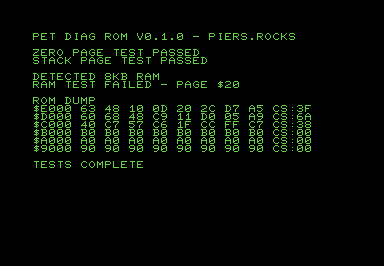 PET DIAG ROM V0.1.0 - PIERS.ROCKS
ZERO PAGE TEST PASSED
STACK PAGE TEST PASSED
DETECTED 8KB RAM
RAM TEST FAILED - PAGE $20
ROM DUMP
$E000 63 48 10 0D 20 2C D7 A5 CS:3F
$D000 60 68 48 C9 11 D0 05 A9 CS:6A
$C000 40 C7 57 C6 1F CC FF C7 CS:38
$B000 B0 B0 B0 B0 B0 B0 B0 B0 CS:00
$A000 A0 A0 A0 A0 A0 A0 A0 A0 CS:00
$9000 90 90 90 90 90 90 90 90 CS:00
TESTS COMPLETE